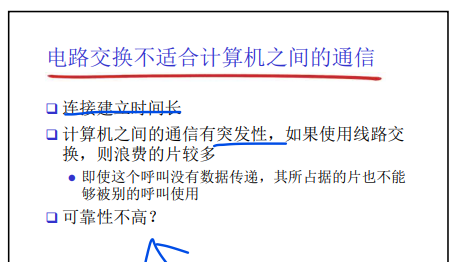 电路交换不适合计算机之间的通信
连接建立时间长
计算机之间的通信有突发性，如果使用线路交
换，则浪费的片较多
即使这个呼叫没有数据传递，其所占据的片也不能
够被别的呼叫使用
可靠性不高？